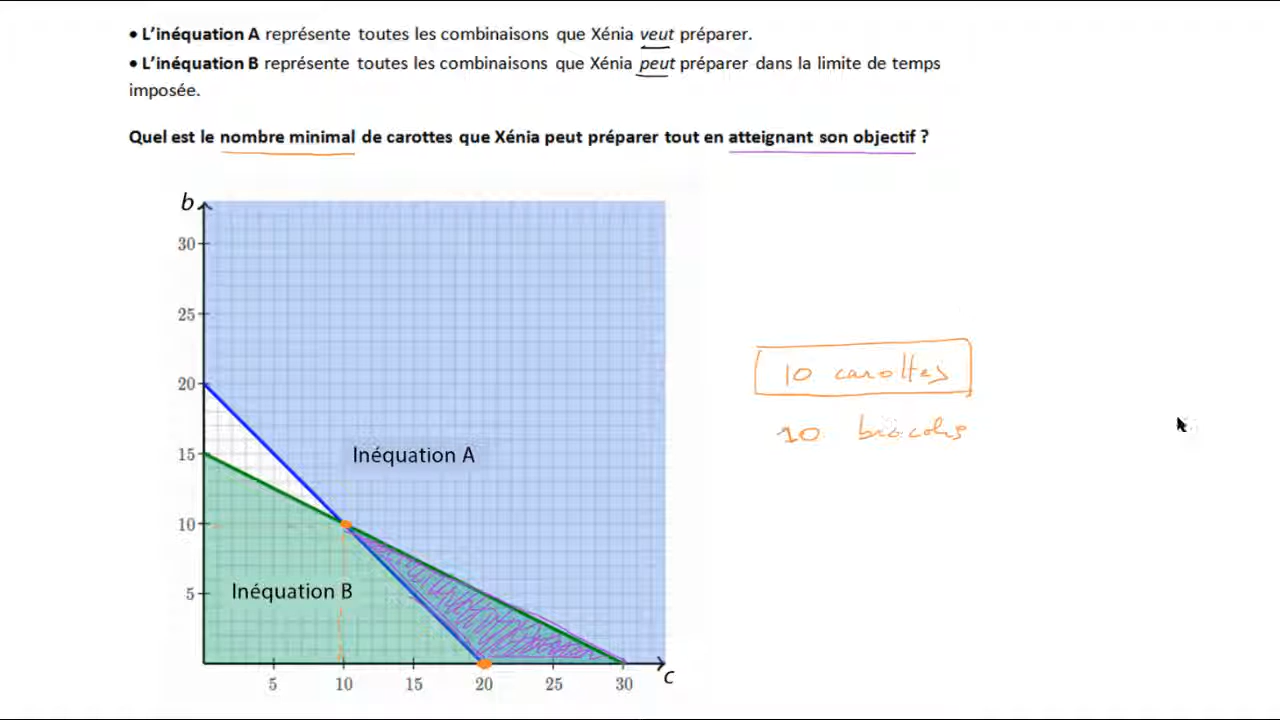 • L'inéquation A représente toutes les combinaisons que Xénia veut préparer.
• L'inéquation B représente toutes les combinaisons que Xénia peut préparer dans la limite de temps
imposée.
Quel est le nombre minimal de carottes que Xénia peut préparer tout en atteignant son objectif ?
b
30
25
20
15
10
5
Inéquation A
Inéquation B
5 10 15 20 25 30
c
10 carottes
10 brocolis